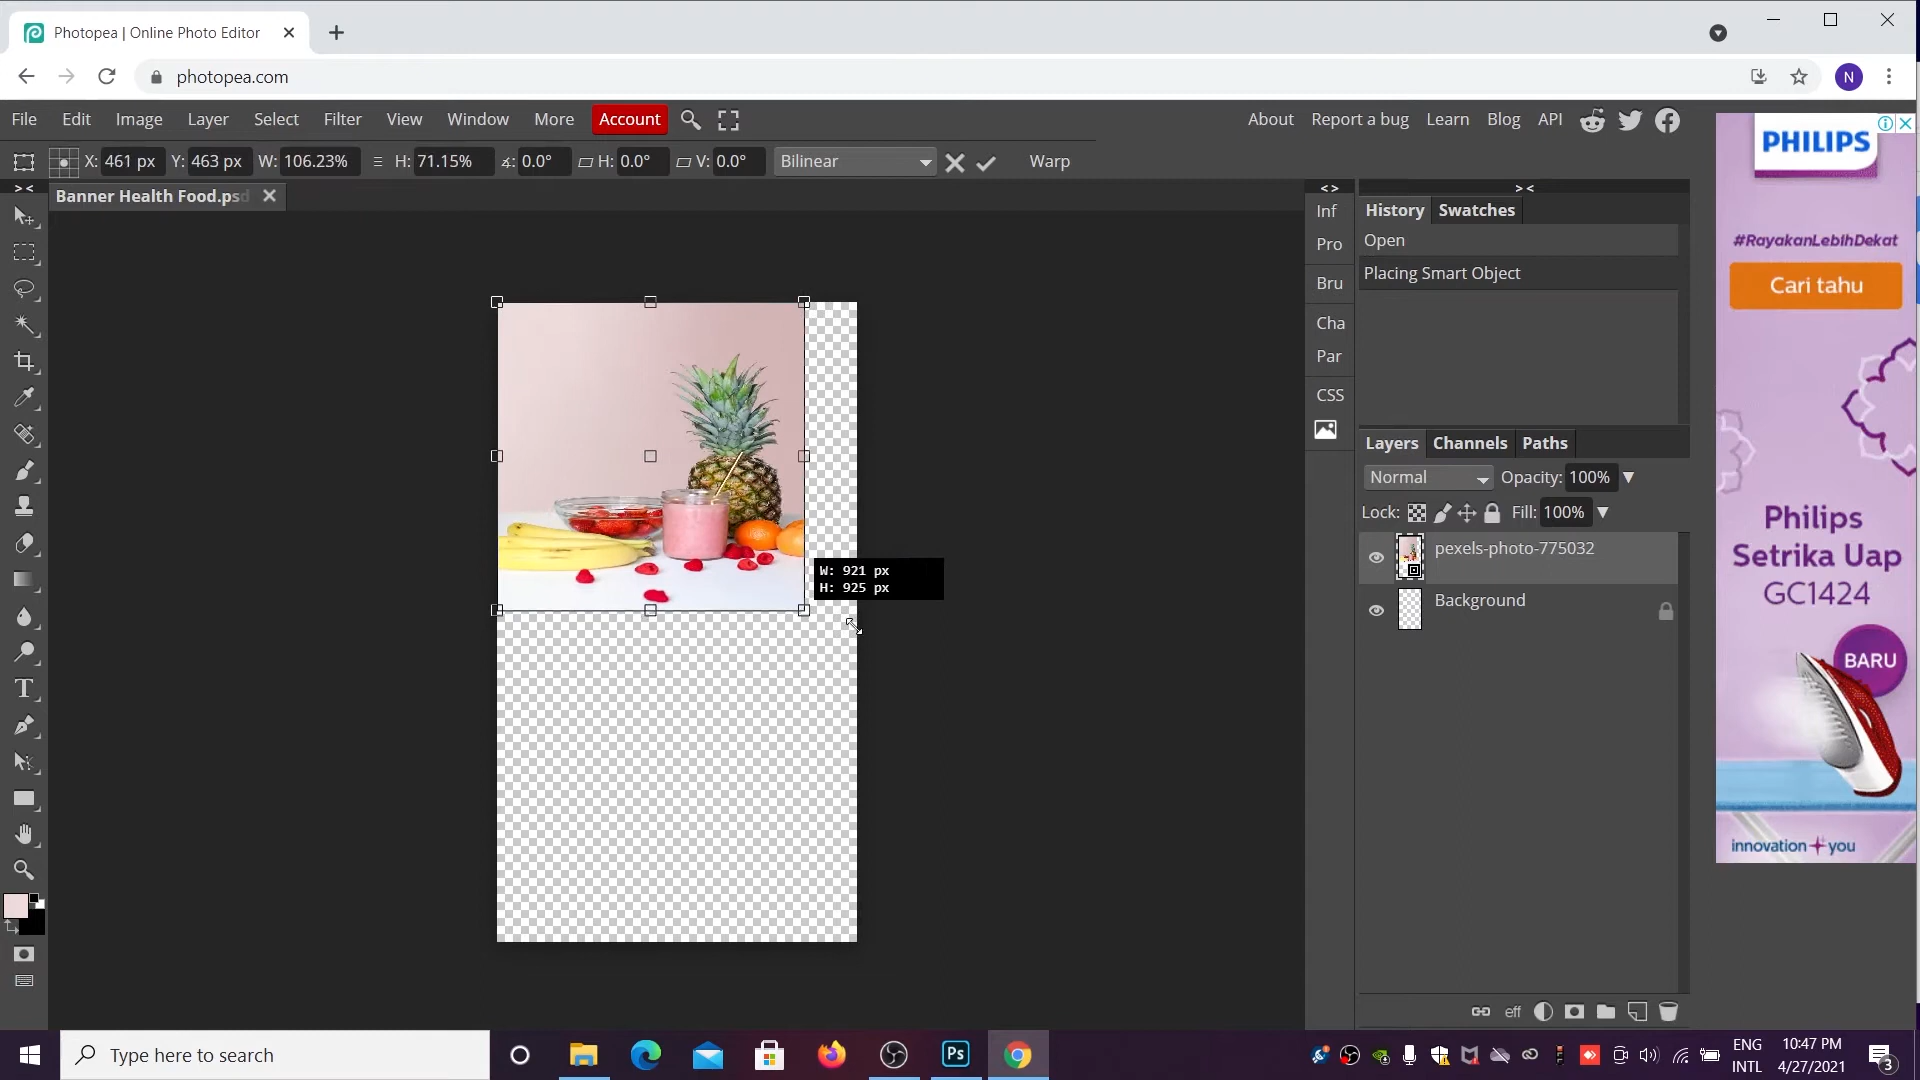 Photopea | Online Photo Editor
photopea.com
N
File Edit Image Layer Select Filter View Window More Account
About Report a bug Learn Blog API
X: 461 px Y: 463 px W: 106.23% H: 71.15% ∡: 0.0° H: 0.0° V: 0.0° Bilinear Warp
Banner Health Food.psd
> <
< >
> <
Inf
Pro
Bru
Cha
Par
CSS
History Swatches
Open
Placing Smart Object
Layers Channels Paths
Normal Opacity: 100%
Lock: Fill: 100%
pexels-photo-775032
Background
eff
W: 921 px
H: 925 px
PHILIPS
#RayakanLebihDekat
Cari tahu
Philips
Setrika Uap
GC1424
BARU
innovation you
Type here to search
Ps
ENG
INTL
10:47 PM
4/27/2021
3